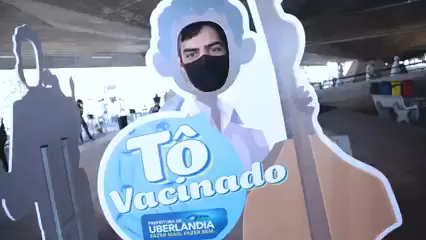 Tô
Vacinado
PREFEITURA DE
UBERLÂNDIA
FAZER MAIS. FAZER BEM.